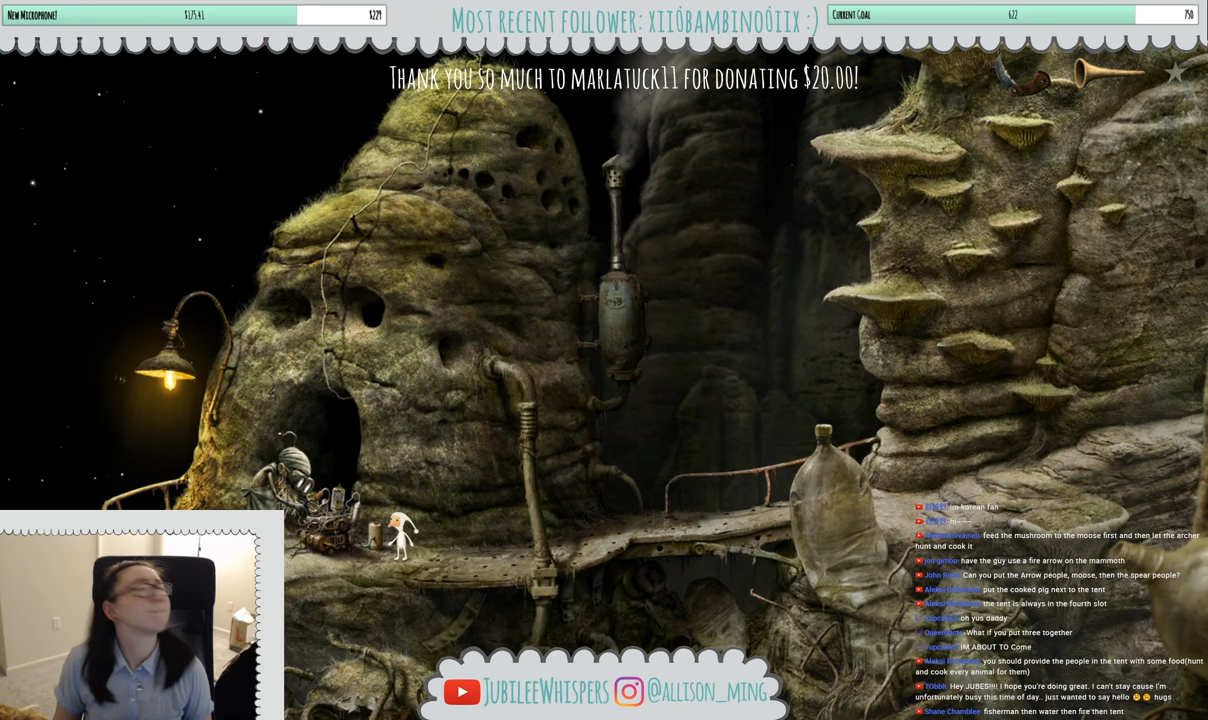 New Microphone!
$175.41
$229
Most recent follower: xiiÓbambinoÓiix :)
Current Goal
622
750
Thank you so much to marlatuck11 for donating $20.00!
im korean fan
hi~~~
feed the mushroom to the moose first and then let the archer
hunt and cook it
jon gimbo: have the guy use a fire arrow on the mammoth
Can you put the Arrow people, moose, then the spear people?
put the cooked pig next to the tent
the tent is always in the fourth slot
oh yus daddy
What if you put three together
IM ABOUT TO Come
you should provide the people in the tent with some food(hunt
and cook every animal for them)
TObbh: Hey JUBES!!!! I hope you're doing great. I can't stay cause I'm
unfortunately busy this time of day. just wanted to say hello 😢 😢 hugs
Shane Chamblee: fisherman then water then fire then tent
JubileeWhispers @allison_ming